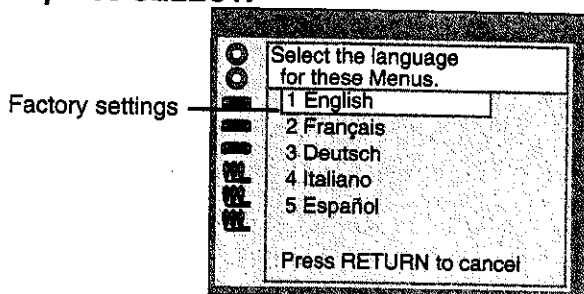 Select the language
for these Menus.
Factory settings
1 English
2 Français
3 Deutsch
4 Italiano
5 Español
Press RETURN to cancel